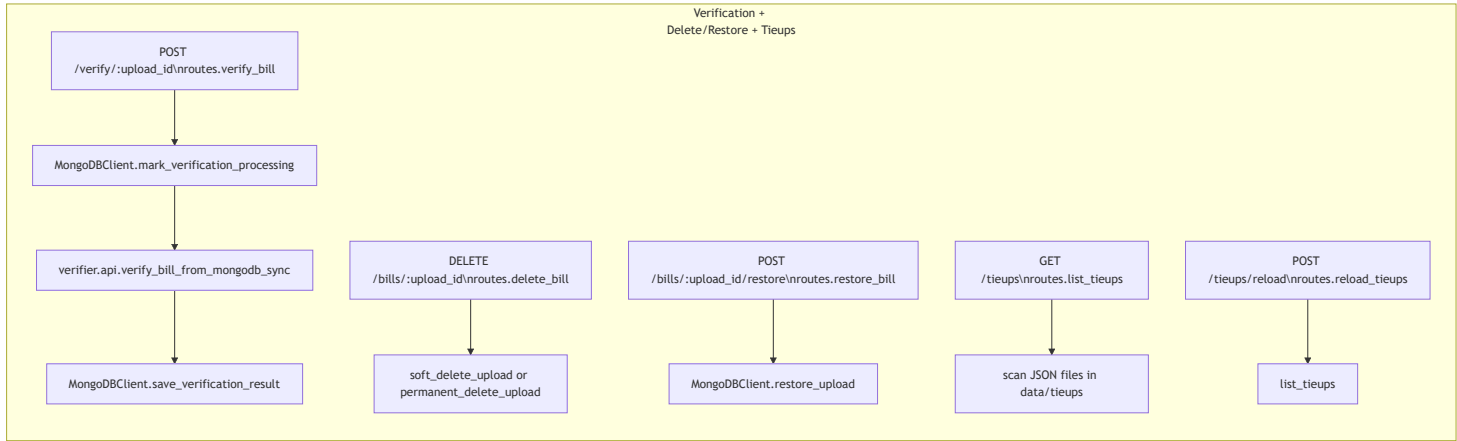 Verification +
Delete/Restore + Tieups
POST
/verify/:upload_id\nroutes.verify_bill
MongoDBClient.mark_verification_processing
verifier.api.verify_bill_from_mongodb_sync
MongoDBClient.save_verification_result
DELETE
/bills/:upload_id\nroutes.delete_bill
soft_delete_upload or
permanent_delete_upload
POST
/bills/:upload_id/restore\nroutes.restore_bill
MongoDBClient.restore_upload
GET
/tieups\nroutes.list_tieups
scan JSON files in
data/tieups
POST
/tieups/reload\nroutes.reload_tieups
list_tieups